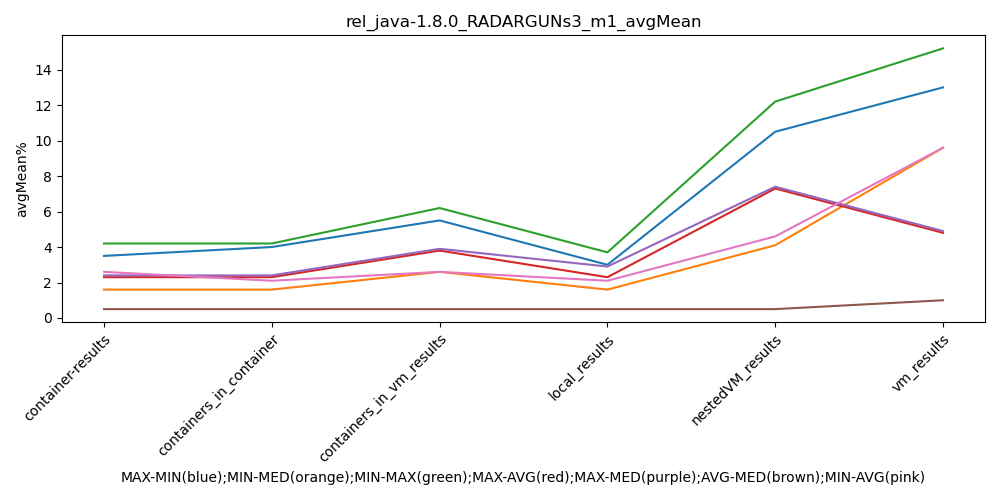 rel_java-1.8.0_RADARGUNs3_m1_avgMean
avgMean%
14
12
10
8
6
4
2
0
container-results
containers_in_container
containers_in_vm_results
local_results
nestedVM_results
vm_results
MAX-MIN(blue);MIN-MED(orange);MIN-MAX(green);MAX-AVG(red);MAX-MED(purple);AVG-MED(brown);MIN-AVG(pink)